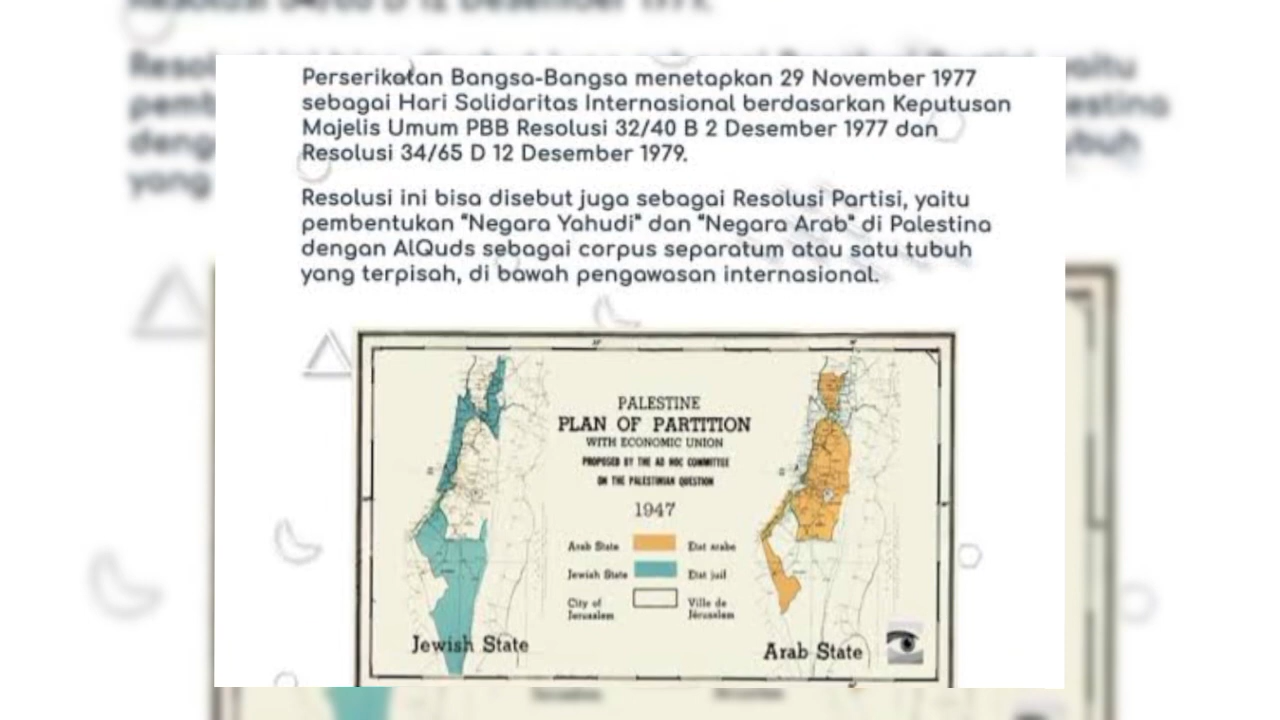 Perserikatan Bangsa-Bangsa menetapkan 29 November 1977
sebagai Hari Solidaritas Internasional berdasarkan Keputusan
Majelis Umum PBB Resolusi 32/40 B 2 Desember 1977 dan
Resolusi 34/65 D 12 Desember 1979.
Resolusi ini bisa disebut juga sebagai Resolusi Partisi, yaitu
pembentukan "Negara Yahudi" dan "Negara Arab" di Palestina
dengan AlQuds sebagai corpus separatum atau satu tubuh
yang terpisah, di bawah pengawasan internasional.
PALESTINE
PLAN OF PARTITION
WITH ECONOMIC UNION
PROPOSED BY THE AD HOC COMMITTEE
ON THE PALESTINIAN QUESTION
1947
Arab State Etat arabe
Jewish State Etat juif
City of Jerusalem Ville de Jérusalem
Jewish State
Arab State